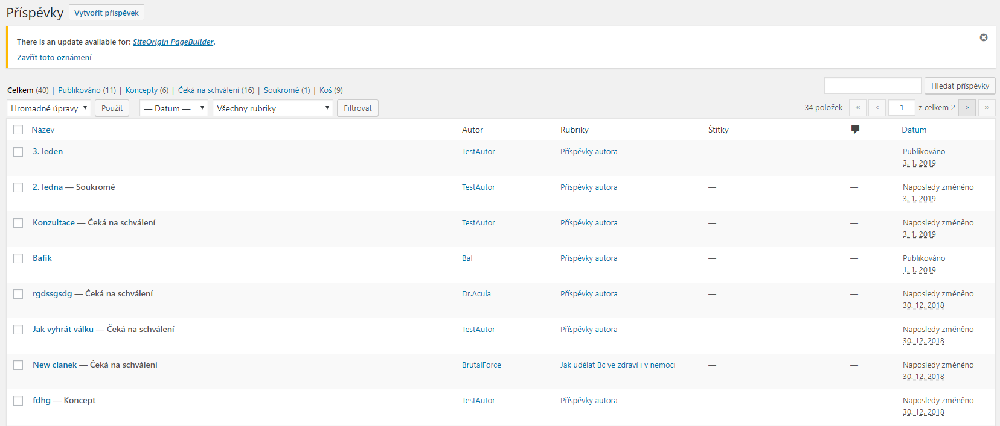 Příspěvky Vytvořit příspěvek
There is an update available for: SiteOrigin PageBuilder.
Zavřít toto oznámení
Celkem (40) | Publikováno (11) | Koncepty (6) | Čeká na schválení (16) | Soukromé (1) | Koš (9)
Hledat příspěvky
Hromadné úpravy ▼ Použít — Datum — ▼ Všechny rubriky ▼ Filtrovat 34 položek « ‹ 1 z celkem 2 › »
Název Autor Rubriky Štítky Datum
3. leden TestAutor Příspěvky autora — — Publikováno
3. 1. 2019
2. ledna — Soukromé TestAutor Příspěvky autora — — Naposledy změněno
3. 1. 2019
Konzultace — Čeká na schválení TestAutor Příspěvky autora — — Naposledy změněno
3. 1. 2019
Bafik Baf Příspěvky autora — — Publikováno
1. 1. 2019
rgdssgsdg — Čeká na schválení Dr.Acula Příspěvky autora — — Naposledy změněno
30. 12. 2018
Jak vyhrát válku — Čeká na schválení TestAutor Příspěvky autora — — Naposledy změněno
30. 12. 2018
New clanek — Čeká na schválení BrutalForce Jak udělat Bc ve zdraví i v nemoci — — Naposledy změněno
30. 12. 2018
fdhg — Koncept TestAutor Příspěvky autora — — Naposledy změněno
30. 12. 2018